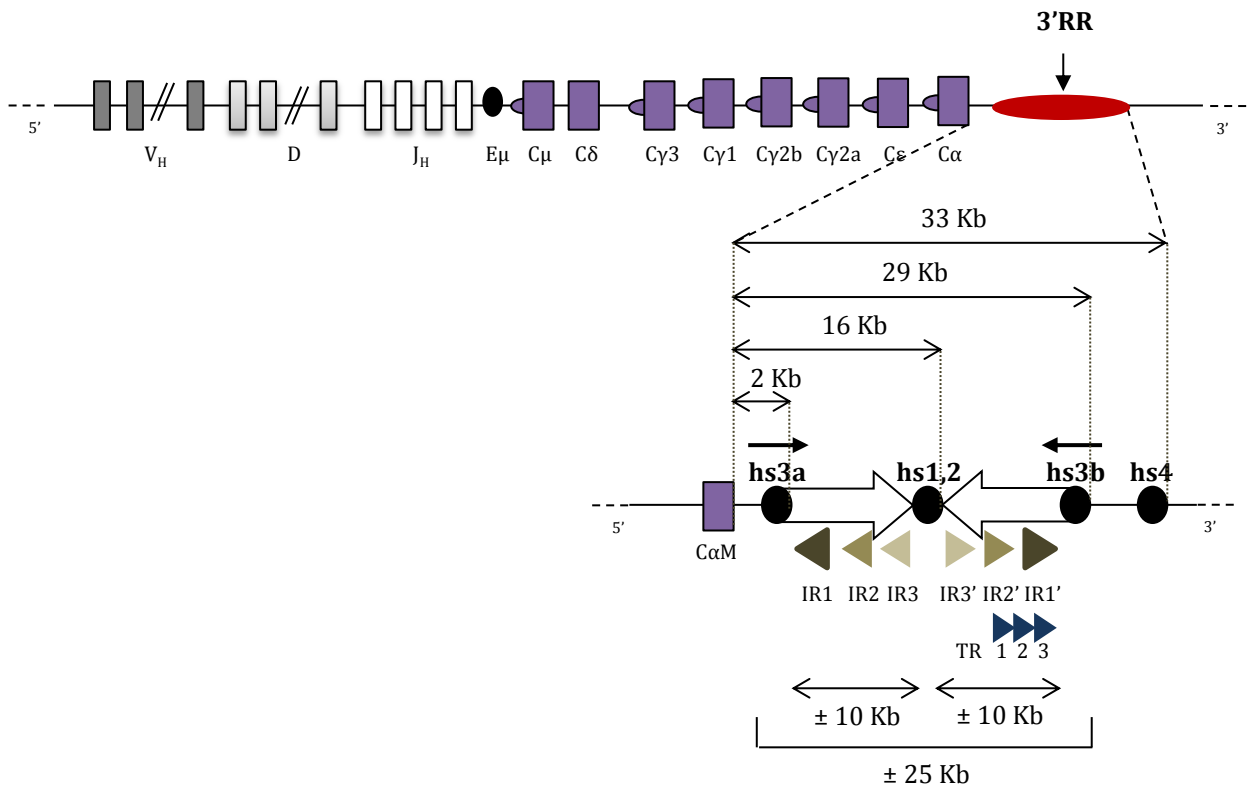 3’RR
5’ 3’
V_H D J_H Eμ Cμ Cδ Cγ3 Cγ1 Cγ2b Cγ2a Cε Cα
33 Kb
29 Kb
16 Kb
2 Kb
hs3a hs1,2 hs3b hs4
5’ 3’
CαM
IR1 IR2 IR3 IR3’ IR2’ IR1’
TR 1 2 3
± 10 Kb ± 10 Kb
± 25 Kb